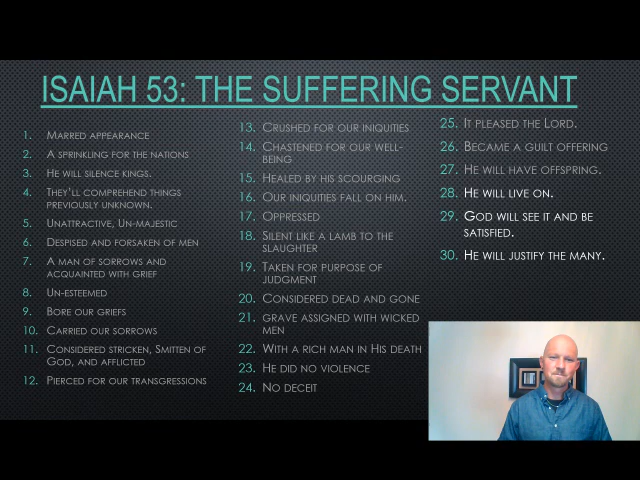 ISAIAH 53: THE SUFFERING SERVANT
1. MARRED APPEARANCE
2. A SPRINKLING FOR THE NATIONS
3. HE WILL SILENCE KINGS.
4. THEY'LL COMPREHEND THINGS
PREVIOUSLY UNKNOWN.
5. UNATTRACTIVE, UN-MAJESTIC
6. DESPISED AND FORSAKEN OF MEN
7. A MAN OF SORROWS AND
ACQUAINTED WITH GRIEF
8. UN-ESTEEMED
9. BORE OUR GRIEFS
10. CARRIED OUR SORROWS
11. CONSIDERED STRICKEN, SMITTEN OF
GOD, AND AFFLICTED
12. PIERCED FOR OUR TRANSGRESSIONS
13. CRUSHED FOR OUR INIQUITIES
14. CHASTENED FOR OUR WELL-
BEING
15. HEALED BY HIS SCOURGING
16. OUR INIQUITIES FALL ON HIM.
17. OPPRESSED
18. SILENT LIKE A LAMB TO THE
SLAUGHTER
19. TAKEN FOR PURPOSE OF
JUDGMENT
20. CONSIDERED DEAD AND GONE
21. GRAVE ASSIGNED WITH WICKED
MEN
22. WITH A RICH MAN IN HIS DEATH
23. HE DID NO VIOLENCE
24. NO DECEIT
25. IT PLEASED THE LORD.
26. BECAME A GUILT OFFERING
27. HE WILL HAVE OFFSPRING.
28. HE WILL LIVE ON.
29. GOD WILL SEE IT AND BE
SATISFIED.
30. HE WILL JUSTIFY THE MANY.